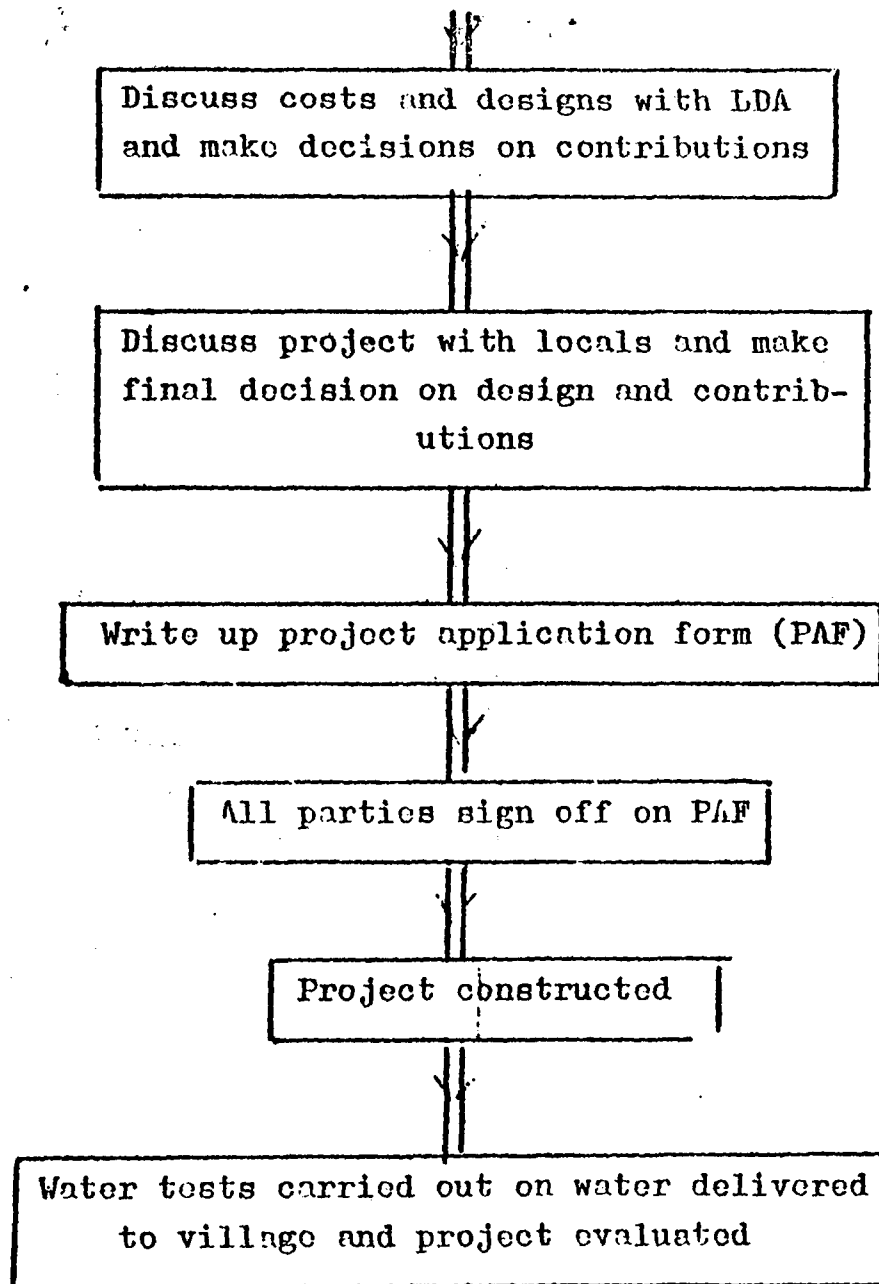 Discuss costs and designs with LDA
and make decisions on contributions
Discuss project with locals and make
final decision on design and contrib-
utions
Write up project application form (PAF)
All parties sign off on PAF
Project constructed
Water tests carried out on water delivered
to village and project evaluated